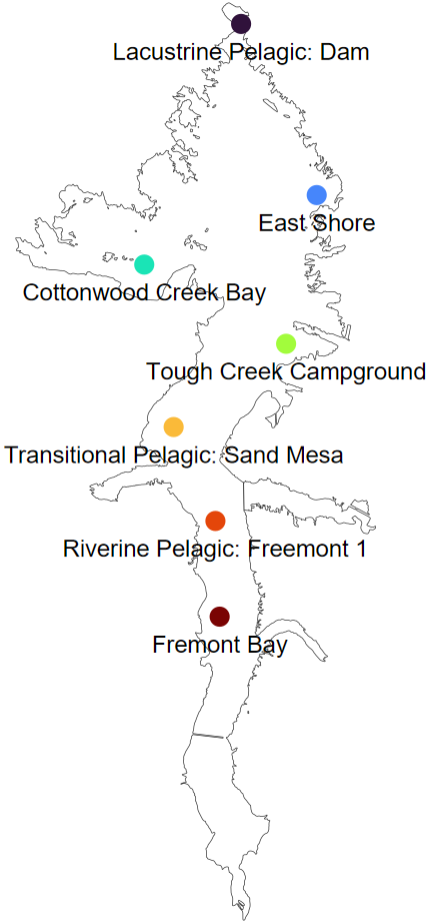 Lacustrine Pelagic: Dam
East Shore
Cottonwood Creek Bay
Tough Creek Campground
Transitional Pelagic: Sand Mesa
Riverine Pelagic: Freemont 1
Fremont Bay